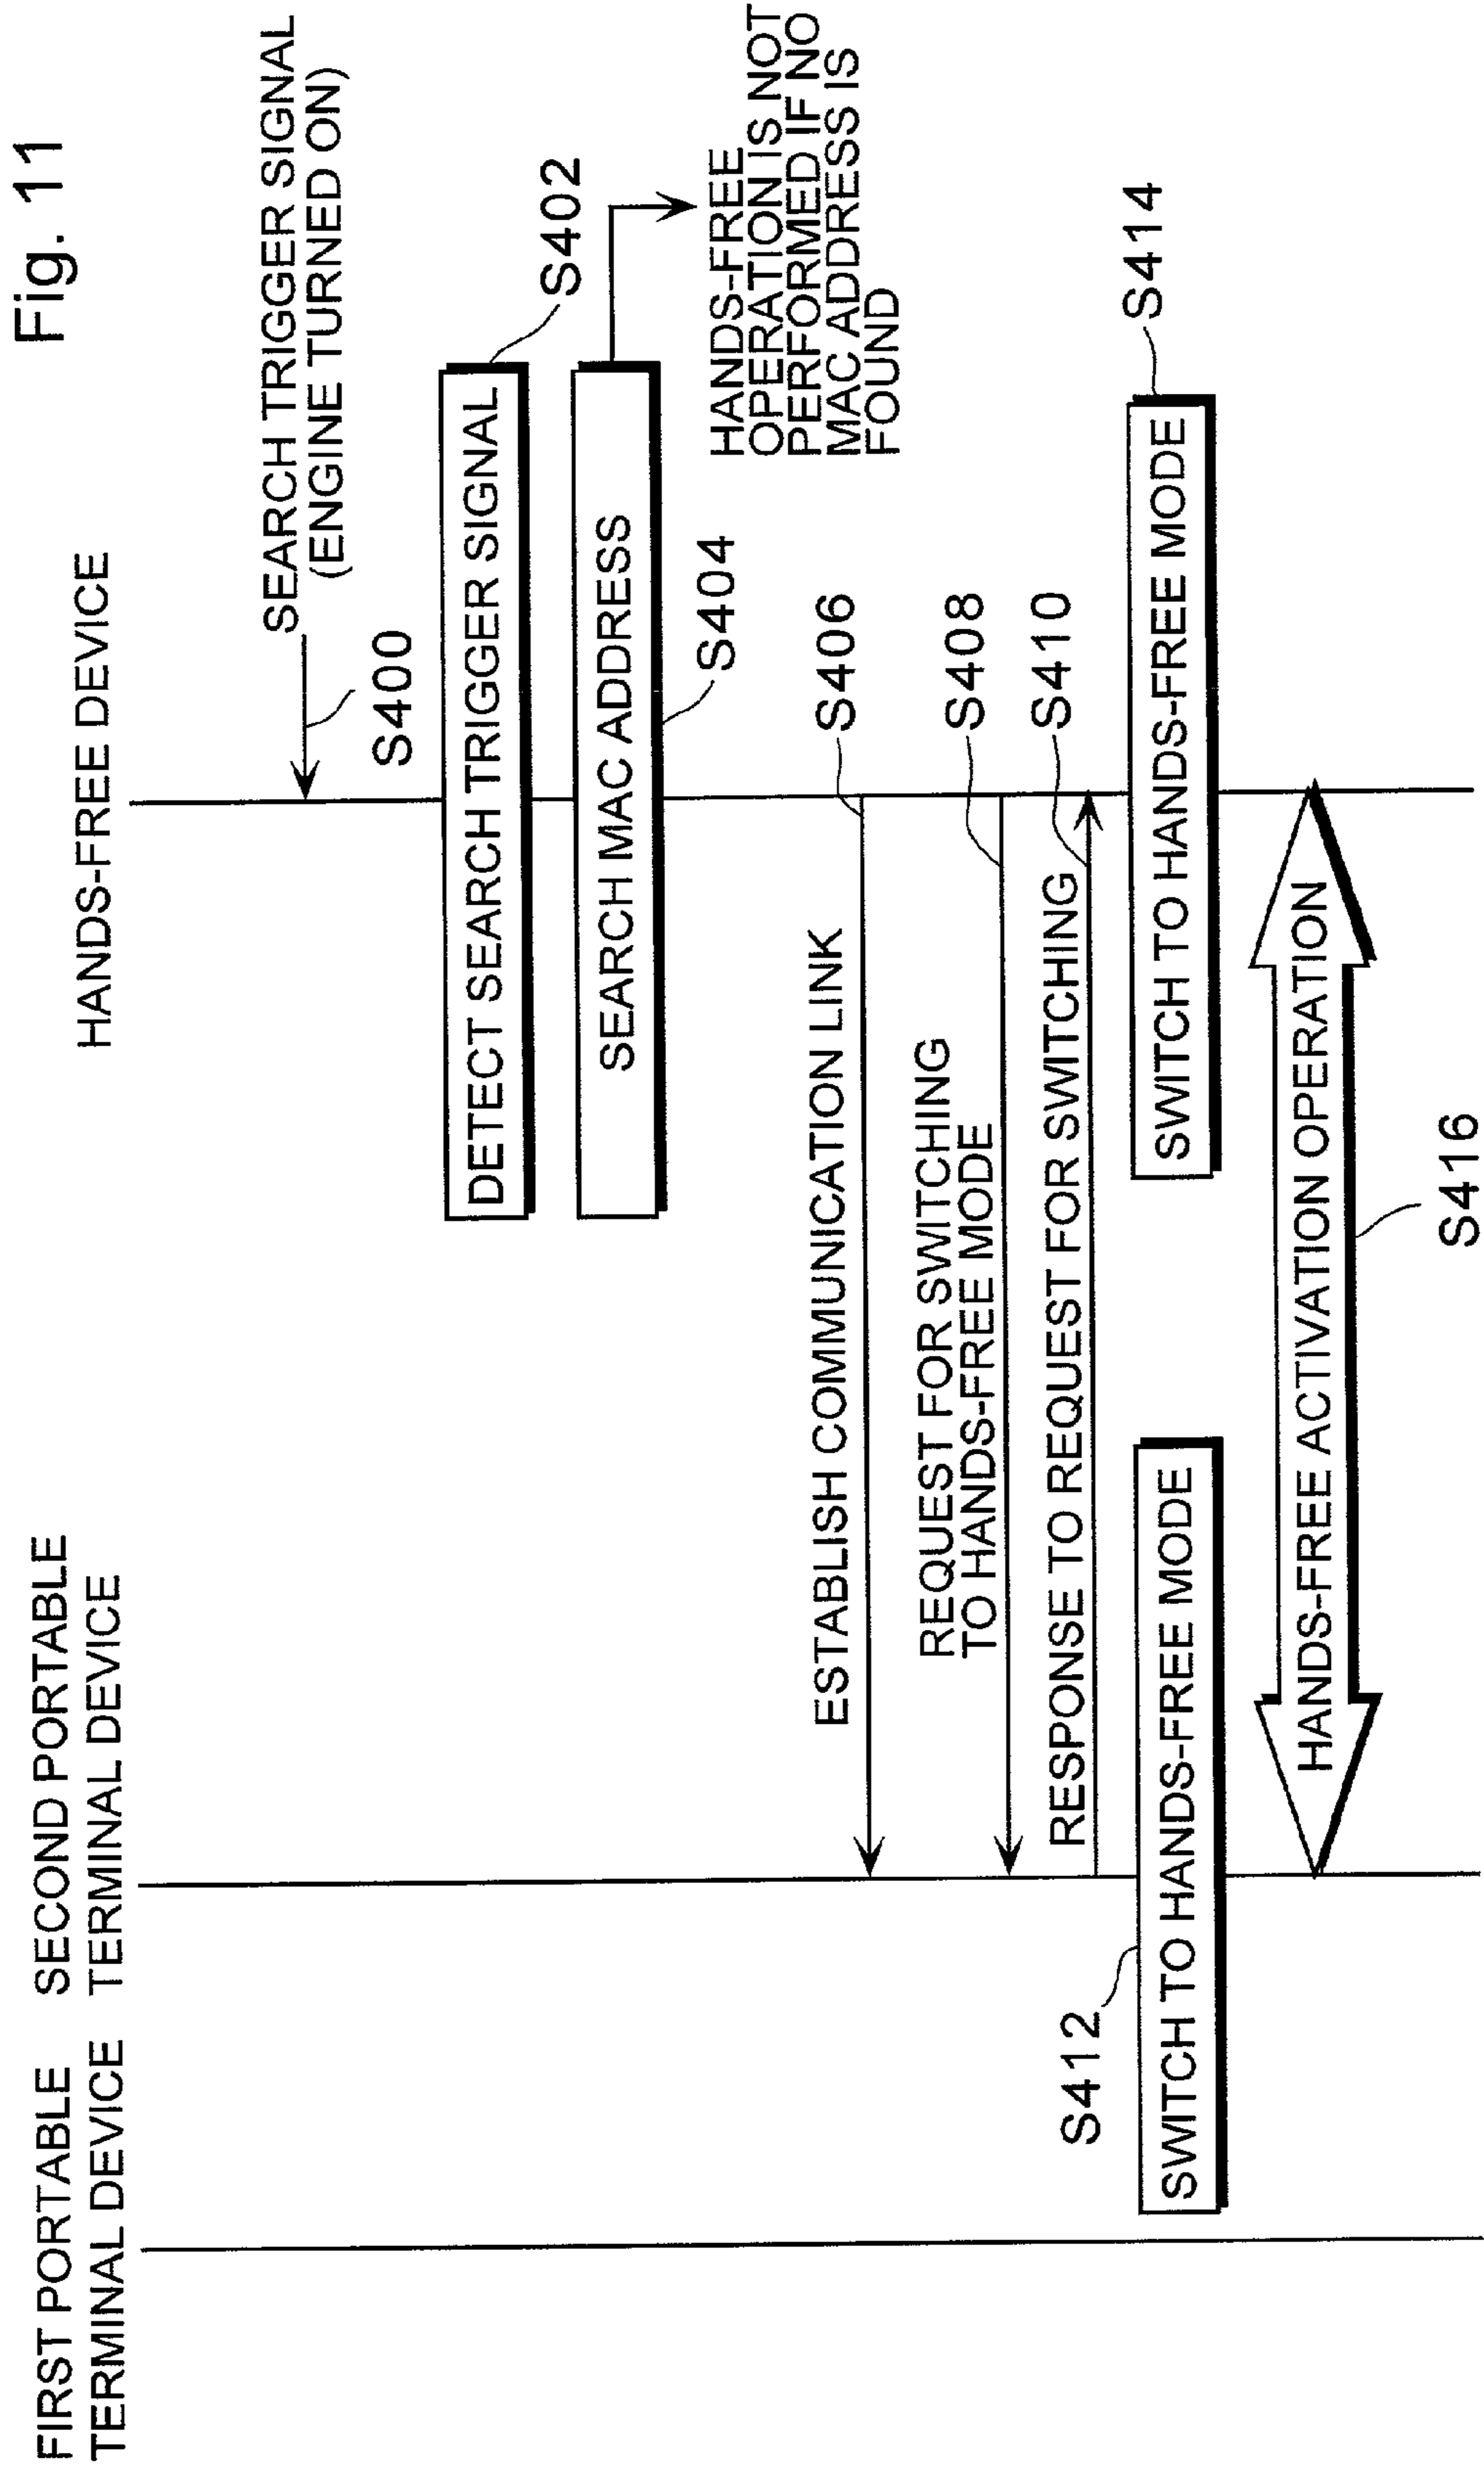 Fig. 11
FIRST PORTABLE
TERMINAL DEVICE
SECOND PORTABLE
TERMINAL DEVICE
HANDS-FREE DEVICE
SEARCH TRIGGER SIGNAL
(ENGINE TURNED ON)
S400
DETECT SEARCH TRIGGER SIGNAL
S402
SEARCH MAC ADDRESS
S404
HANDS-FREE
OPERATION IS NOT
PERFORMED IF NO
MAC ADDRESS IS
FOUND
ESTABLISH COMMUNICATION LINK
S406
REQUEST FOR SWITCHING
TO HANDS-FREE MODE
S408
RESPONSE TO REQUEST FOR SWITCHING
S410
S412
SWITCH TO HANDS-FREE MODE
SWITCH TO HANDS-FREE MODE
S414
HANDS-FREE ACTIVATION OPERATION
S416